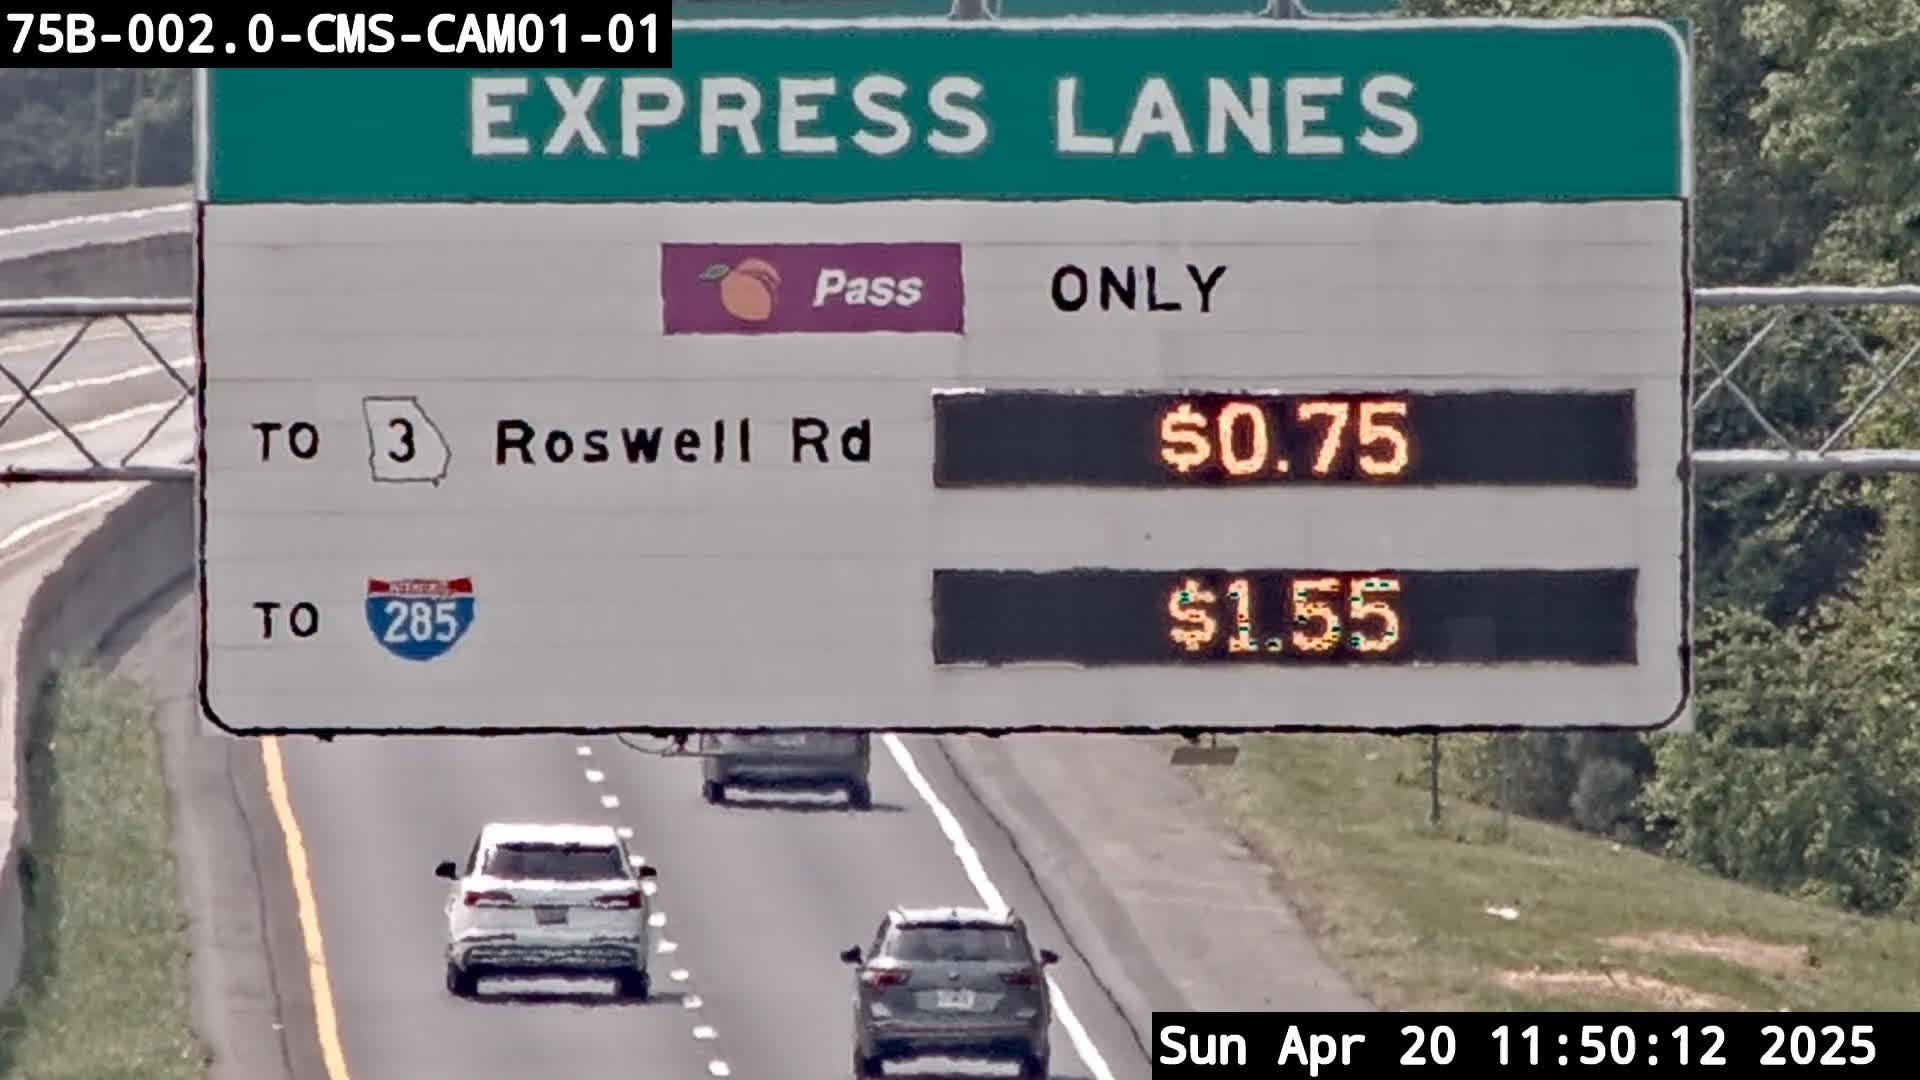 75B-002.0-CMS-CAM01-01
EXPRESS LANES
Pass ONLY
TO 3 Roswell Rd $0.75
TO 285 $1.55
Sun Apr 20 11:50:12 2025